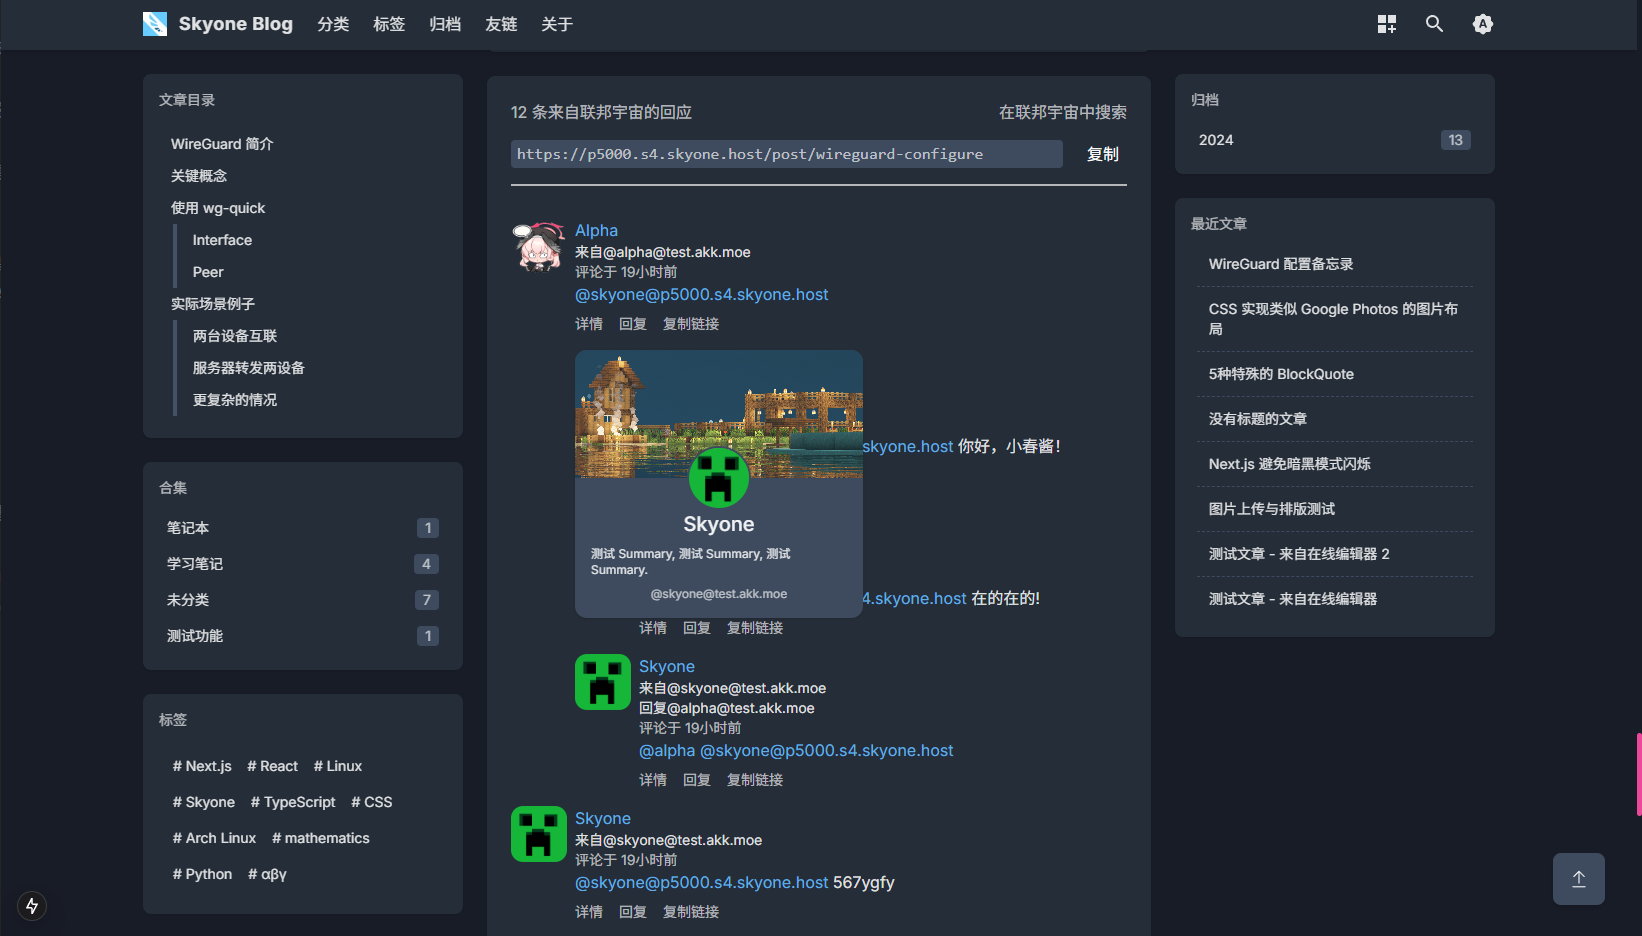 Skyone Blog 分类 标签 归档 友链 关于
文章目录
WireGuard 简介
关键概念
使用 wg-quick
Interface
Peer
实际场景例子
两台设备互联
服务器转发两设备
更复杂的情况
合集
笔记本 1
学习笔记 4
未分类 7
测试功能 1
标签
# Next.js # React # Linux
# Skyone # TypeScript # CSS
# Arch Linux # mathematics
# Python # αβγ
12 条来自联邦宇宙的回应 在联邦宇宙中搜索
https://p5000.s4.skyone.host/post/wireguard-configure 复制
Alpha
来自@alpha@test.akk.moe
评论于 19小时前
@skyone@p5000.s4.skyone.host
详情 回复 复制链接
skyone.host 你好，小春酱！
Skyone
测试 Summary, 测试 Summary, 测试
Summary.
@skyone@test.akk.moe
4.skyone.host 在的在的!
详情 回复 复制链接
Skyone
来自@skyone@test.akk.moe
回复@alpha@test.akk.moe
评论于 19小时前
@alpha @skyone@p5000.s4.skyone.host
详情 回复 复制链接
Skyone
来自@skyone@test.akk.moe
评论于 19小时前
@skyone@p5000.s4.skyone.host 567ygfy
详情 回复 复制链接
归档
2024 13
最近文章
WireGuard 配置备忘录
CSS 实现类似 Google Photos 的图片布
局
5种特殊的 BlockQuote
没有标题的文章
Next.js 避免暗黑模式闪烁
图片上传与排版测试
测试文章 - 来自在线编辑器 2
测试文章 - 来自在线编辑器